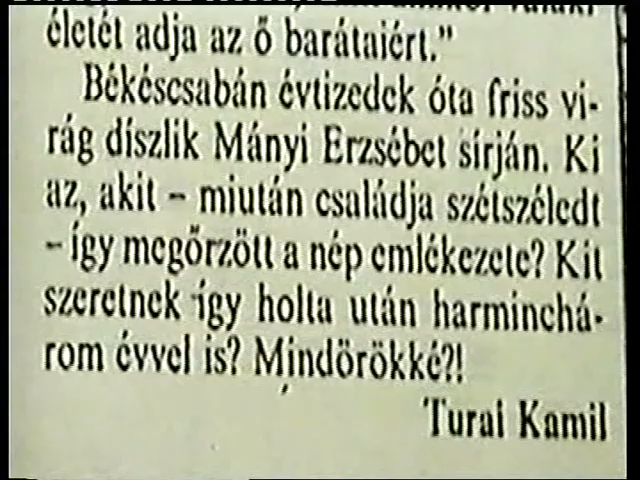 életét adja az ő barátaiért."
Békéscsabán évtizedek óta friss vi-
rág díszlik Mányi Erzsébet sírján. Ki
az, akit – miután családja szétszéledt
– így megőrzött a nép emlékezete? Kit
szeretnek így holta után harminchá-
rom évvel is? Mindörökké?!
Turai Kamil